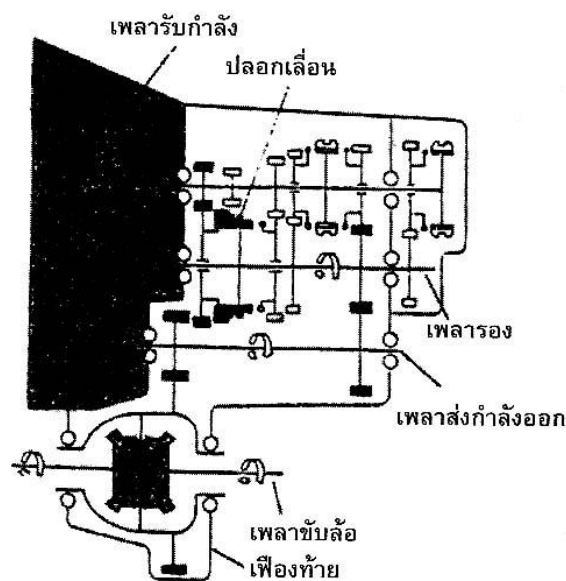 เพลารับกำลัง
ปลอกเลื่อน
เพลารอง
เพลาส่งกำลังออก
เพลาขับล้อ
เฟืองท้าย